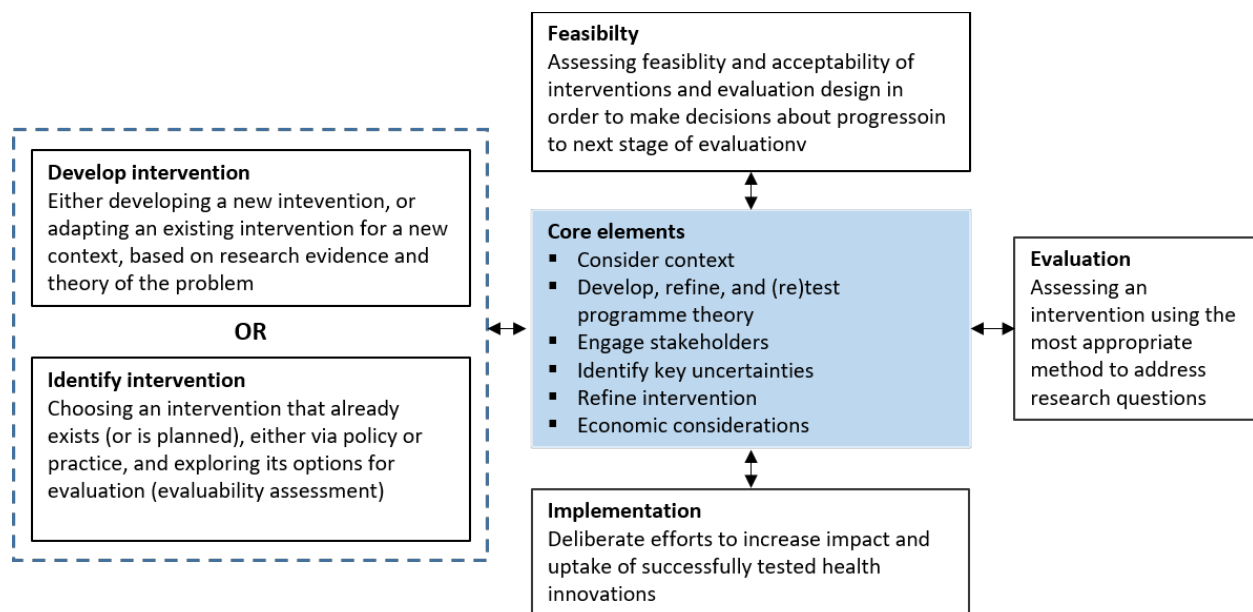 Feasibilty
Assessing feasiblity and acceptability of
interventions and evaluation design in
order to make decisions about progressoin
to next stage of evaluationv
Develop intervention
Either developing a new intevention, or
adapting an existing intervention for a new
context, based on research evidence and
theory of the problem
OR
Identify intervention
Choosing an intervention that already
exists (or is planned), either via policy or
practice, and exploring its options for
evaluation (evaluability assessment)
Core elements
▪ Consider context
▪ Develop, refine, and (re)test
programme theory
▪ Engage stakeholders
▪ Identify key uncertainties
▪ Refine intervention
▪ Economic considerations
Evaluation
Assessing an
intervention using the
most appropriate
method to address
research questions
Implementation
Deliberate efforts to increase impact and
uptake of successfully tested health
innovations